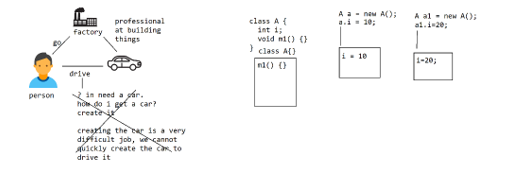 factory
professional
at building
things
go
drive
person
? in need a car.
how do i get a car?
create it
creating the car is a very
difficult job, we cannot
quickly create the car to
drive it
class A {
int i;
void m1() {}
}
class A{}
m1() {}
A a = new A();
a.i = 10;
i = 10
A a1 = new A();
a1.i=20;
i=20;